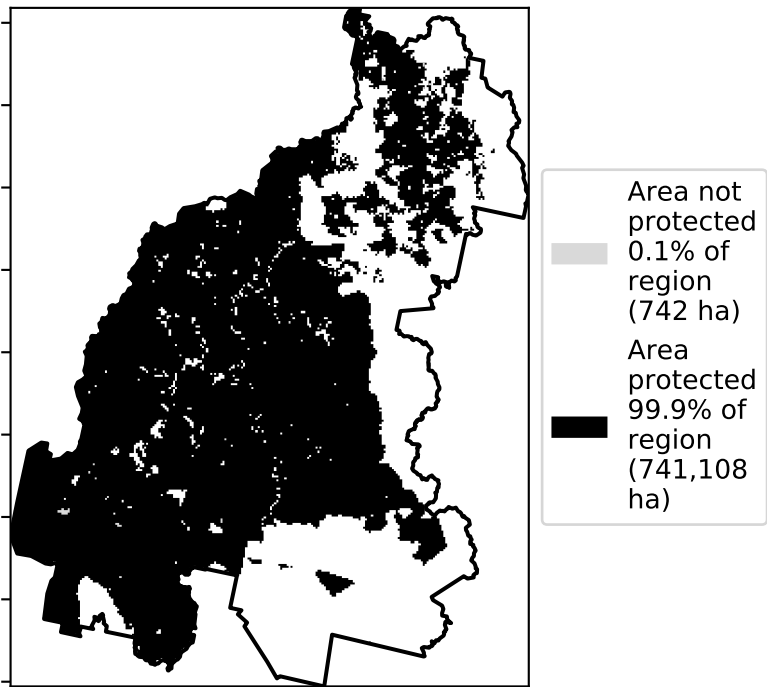 Area not
protected
0.1% of
region
(742 ha)
Area
protected
99.9% of
region
(741,108
ha)